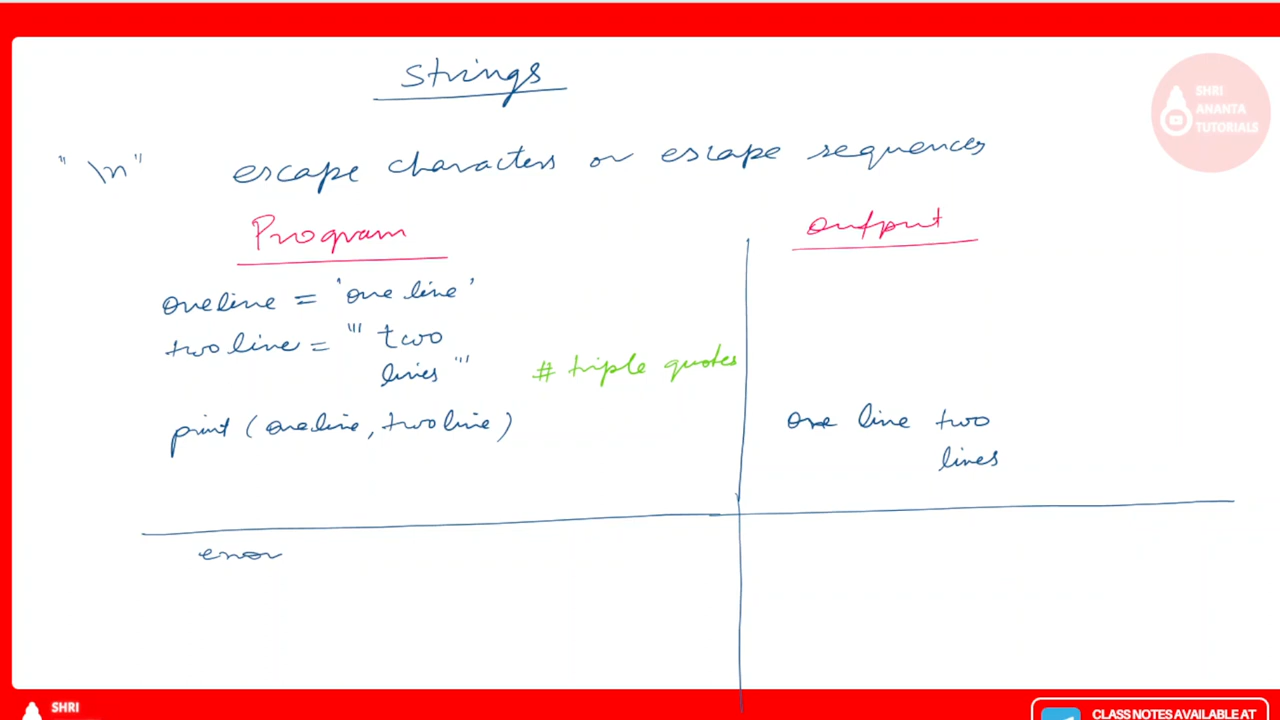 Strings
SHRI
ANANTA
TUTORIALS
"\n" escape characters or escape sequences
Program
output
oneline = 'one line'
twoline = ''' two
lines '''
# triple quotes
print (oneline, twoline)
one line two
lines
error
SHRI
CLASS NOTES AVAILABLE AT